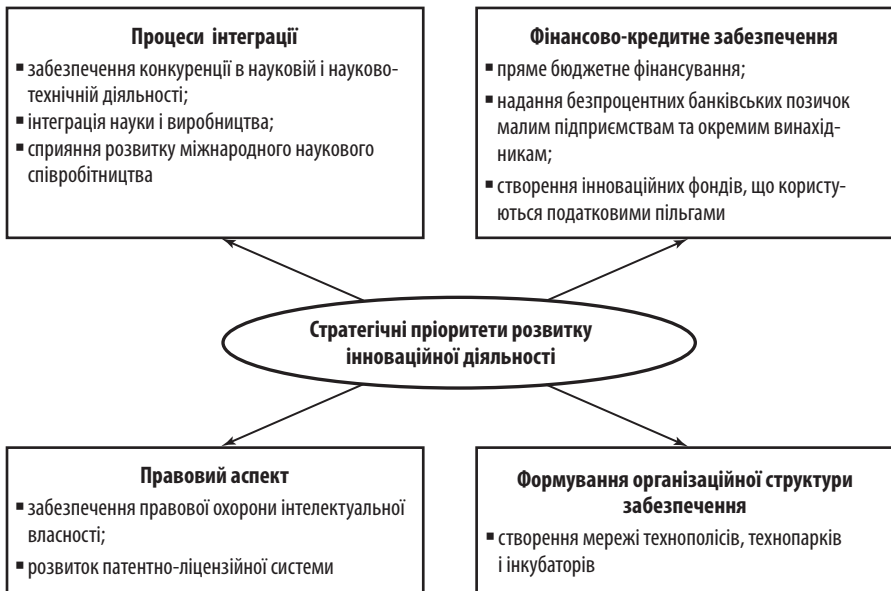 Процеси інтеграції
▪ забезпечення конкуренції в науковій і науково-
технічній діяльності;
▪ інтеграція науки і виробництва;
▪ сприяння розвитку міжнародного наукового
співробітництва
Фінансово-кредитне забезпечення
▪ пряме бюджетне фінансування;
▪ надання безпроцентних банківських позичок
малим підприємствам та окремим винахід-
никам;
▪ створення інноваційних фондів, що користу-
ються податковими пільгами
Стратегічні пріоритети розвитку
інноваційної діяльності
Правовий аспект
▪ забезпечення правової охорони інтелектуальної
власності;
▪ розвиток патентно-ліцензійної системи
Формування організаційної структури
забезпечення
▪ створення мережі технополісів, технопарків
і інкубаторів